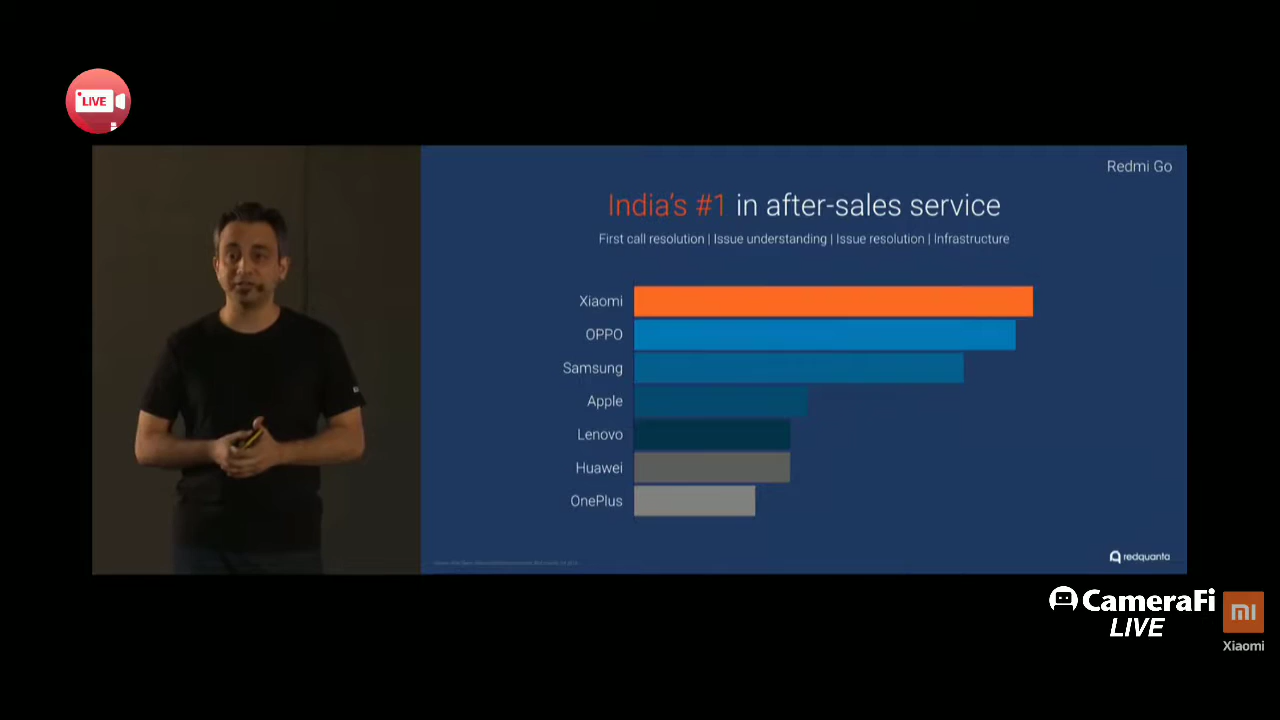 LIVE
Redmi Go
India's #1 in after-sales service
First call resolution | Issue understanding | Issue resolution | Infrastructure
Xiaomi
OPPO
Samsung
Apple
Lenovo
Huawei
OnePlus
redquanta
CameraFi
LIVE
MI
Xiaomi